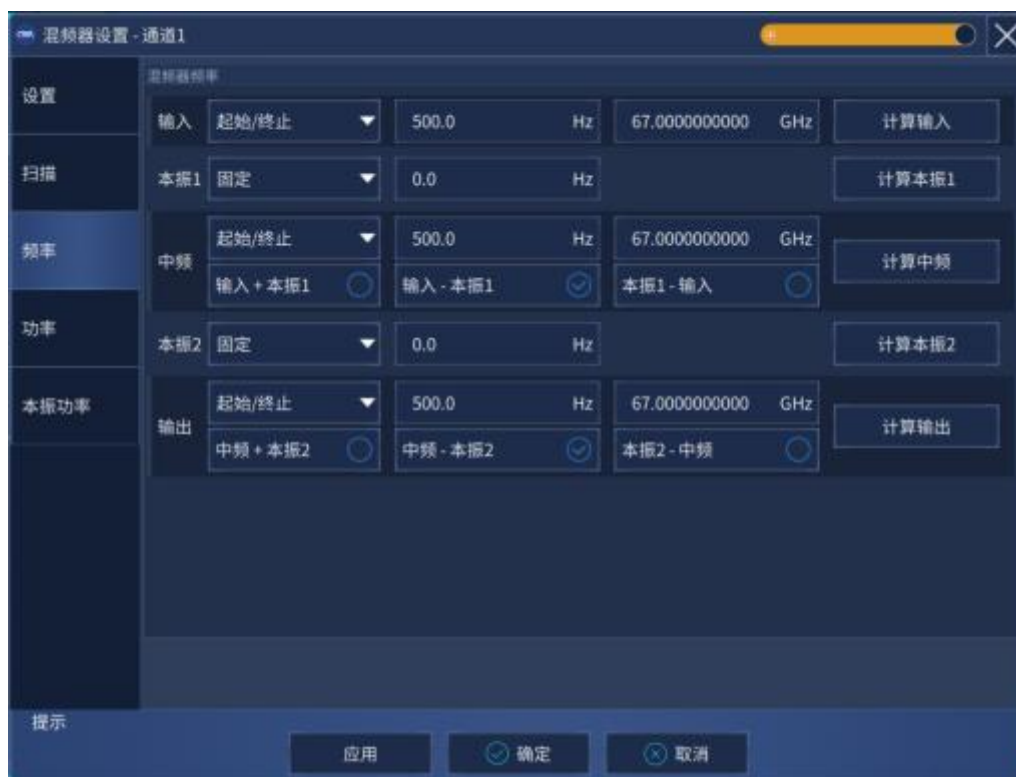 混频器设置 - 通道1
设置
扫描
频率
功率
本振功率
混频器频率
输入 起始/终止 500.0 Hz 67.0000000000 GHz 计算输入
本振1 固定 0.0 Hz 计算本振1
中频 起始/终止 500.0 Hz 67.0000000000 GHz 计算中频
输入 + 本振1 输入 - 本振1 本振1 - 输入
本振2 固定 0.0 Hz 计算本振2
输出 起始/终止 500.0 Hz 67.0000000000 GHz 计算输出
中频 + 本振2 中频 - 本振2 本振2 - 中频
提示
应用 确定 取消